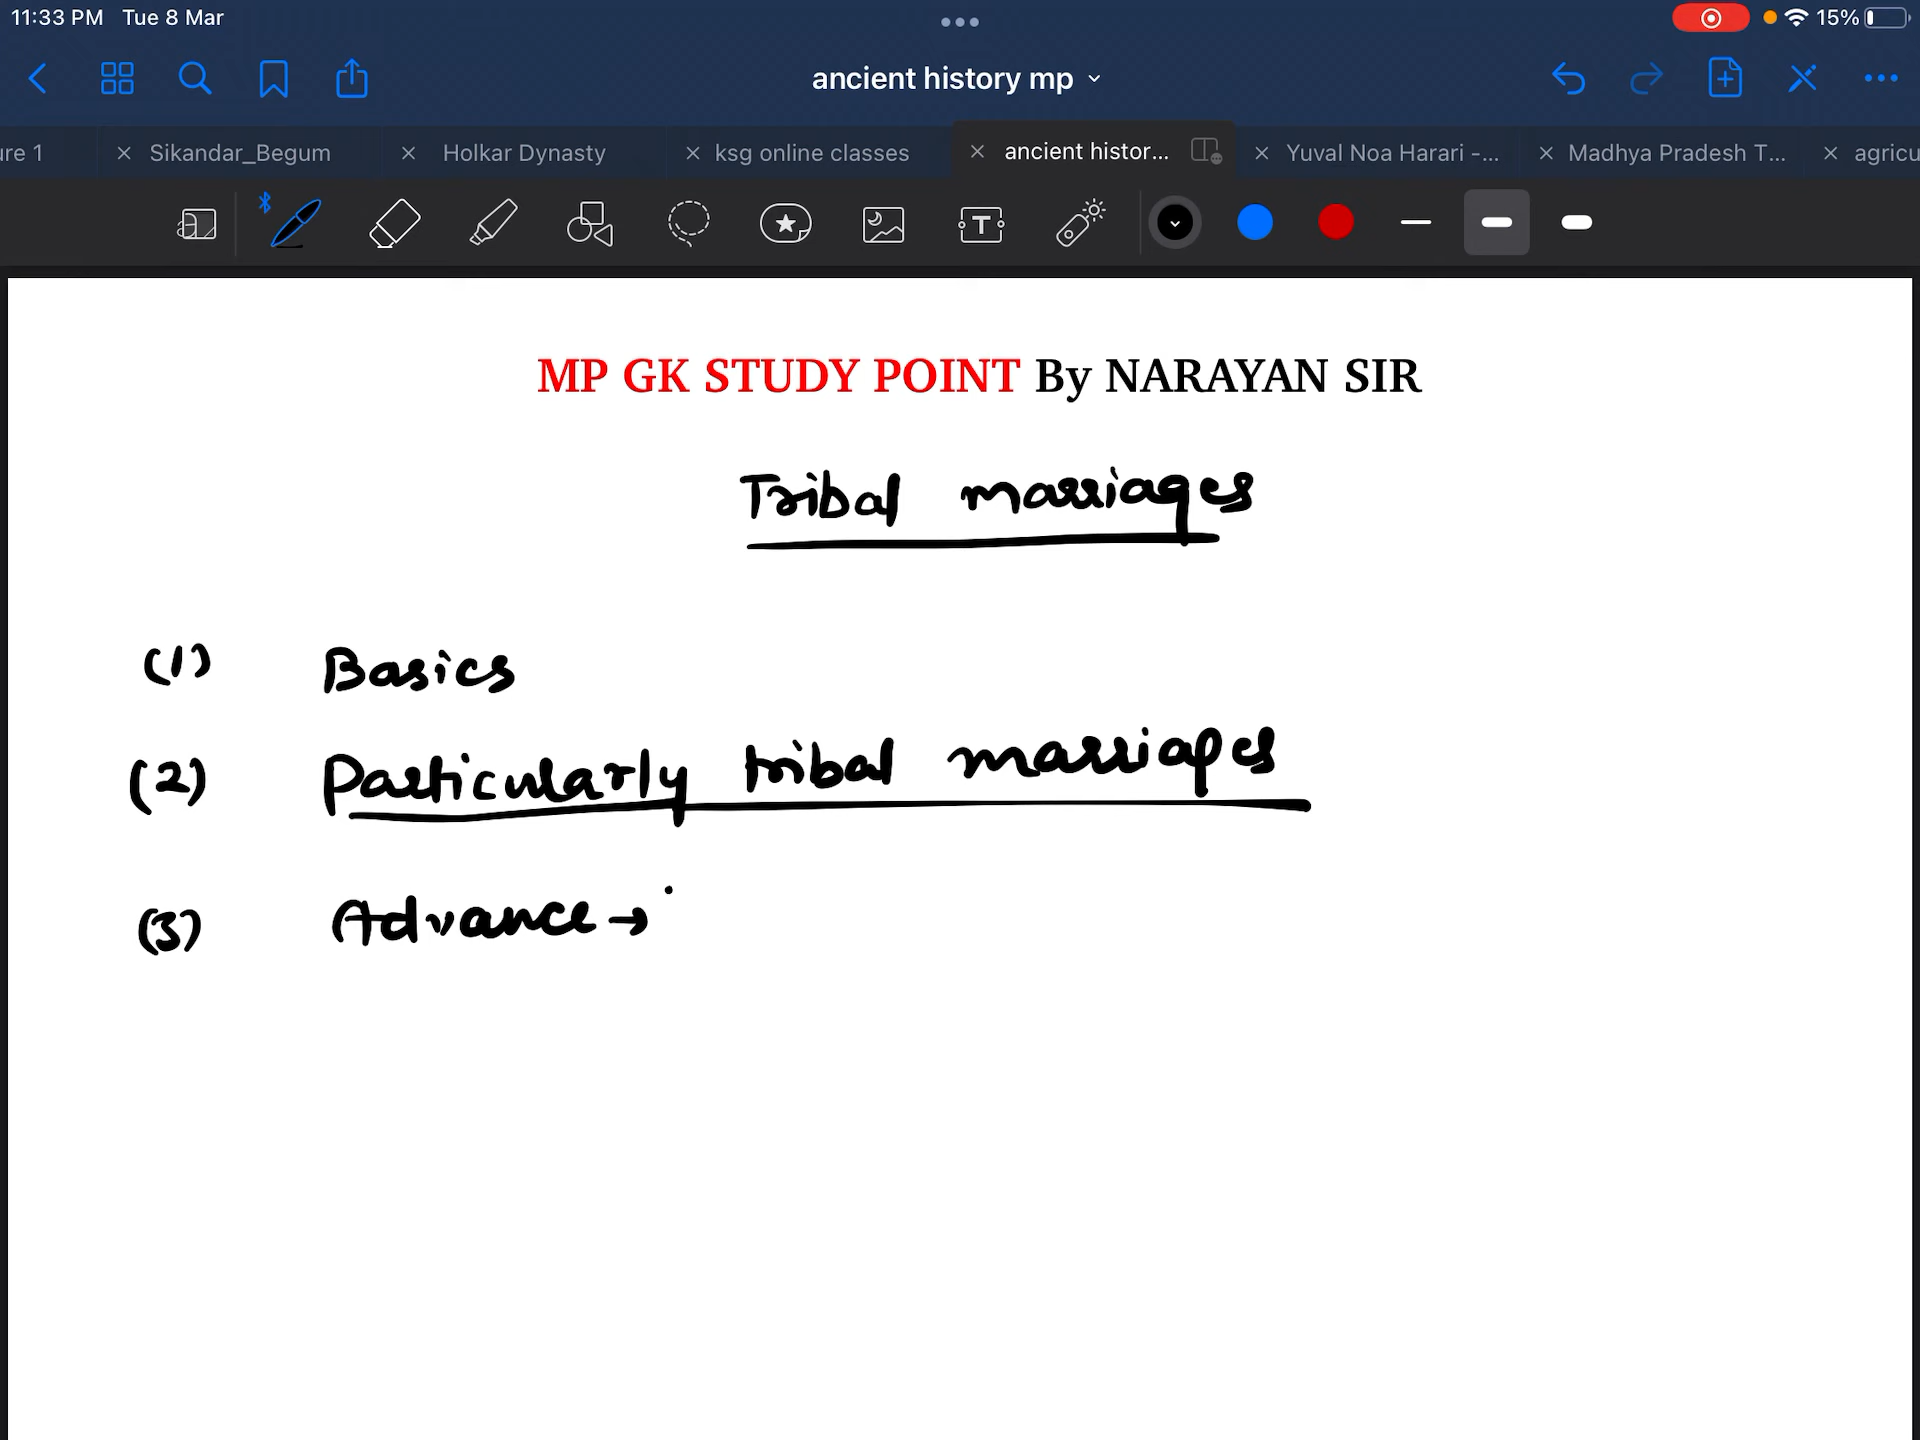 11:33 PM Tue 8 Mar
15%
ancient history mp
ure 1
Sikandar_Begum
Holkar Dynasty
ksg online classes
ancient histor...
Yuval Noa Harari -...
Madhya Pradesh T...
agricu
MP GK STUDY POINT By NARAYAN SIR
Tribal marriages
(1) Basics
(2) Particularly tribal marriages
(3) Advance →